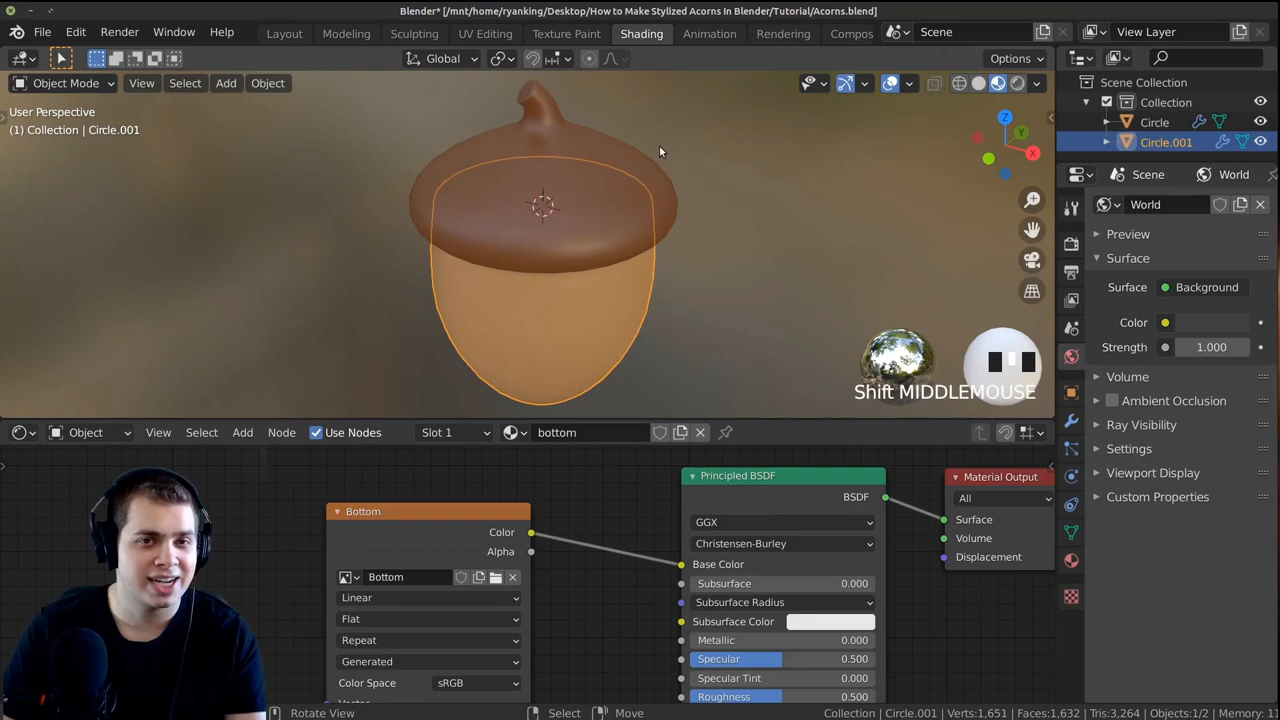 Blender* [/mnt/home/ryanking/Desktop/How to Make Stylized Acorns In Blender/Tutorial/Acorns.blend]
File Edit Render Window Help Layout Modeling Sculpting UV Editing Texture Paint Shading Animation Rendering Compos Scene View Layer
Global Options
Object Mode View Select Add Object
User Perspective
(1) Collection | Circle.001
Z
Y
X
Shift MIDDLEMOUSE
Scene Collection
Collection
Circle
Circle.001
Scene World
World
Preview
Surface
Surface: Background
Color
Strength 1.000
Volume
Ambient Occlusion
Ray Visibility
Settings
Viewport Display
Custom Properties
Object View Select Add Node Use Nodes Slot 1 bottom
Bottom
Color
Alpha
Bottom
Linear
Flat
Repeat
Generated
Color Space sRGB
Principled BSDF
BSDF
GGX
Christensen-Burley
Base Color
Subsurface 0.000
Subsurface Radius
Subsurface Color
Metallic 0.000
Specular 0.500
Specular Tint 0.000
Roughness 0.500
Material Output
All
Surface
Volume
Displacement
Rotate View Select Move Collection | Circle.001 | Verts:1,651 | Faces:1,632 | Tris:3,264 | Objects:1/2 | Memory: 11